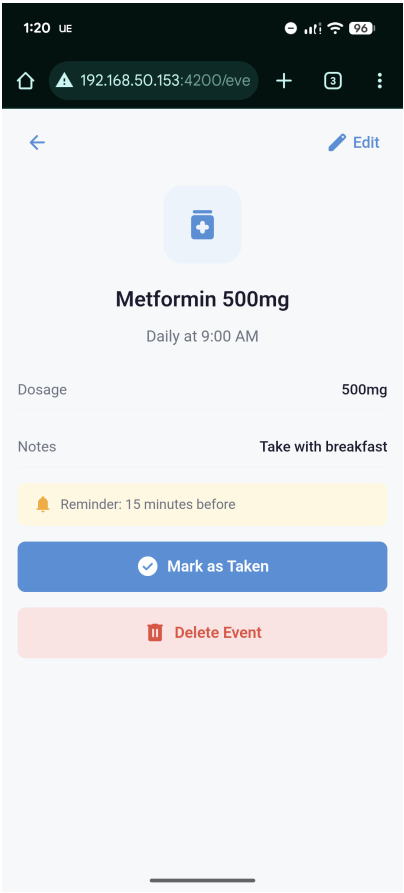 1:20 UE 96
192.168.50.153:4200/eve 3
Edit
Metformin 500mg
Daily at 9:00 AM
Dosage 500mg
Notes Take with breakfast
Reminder: 15 minutes before
Mark as Taken
Delete Event